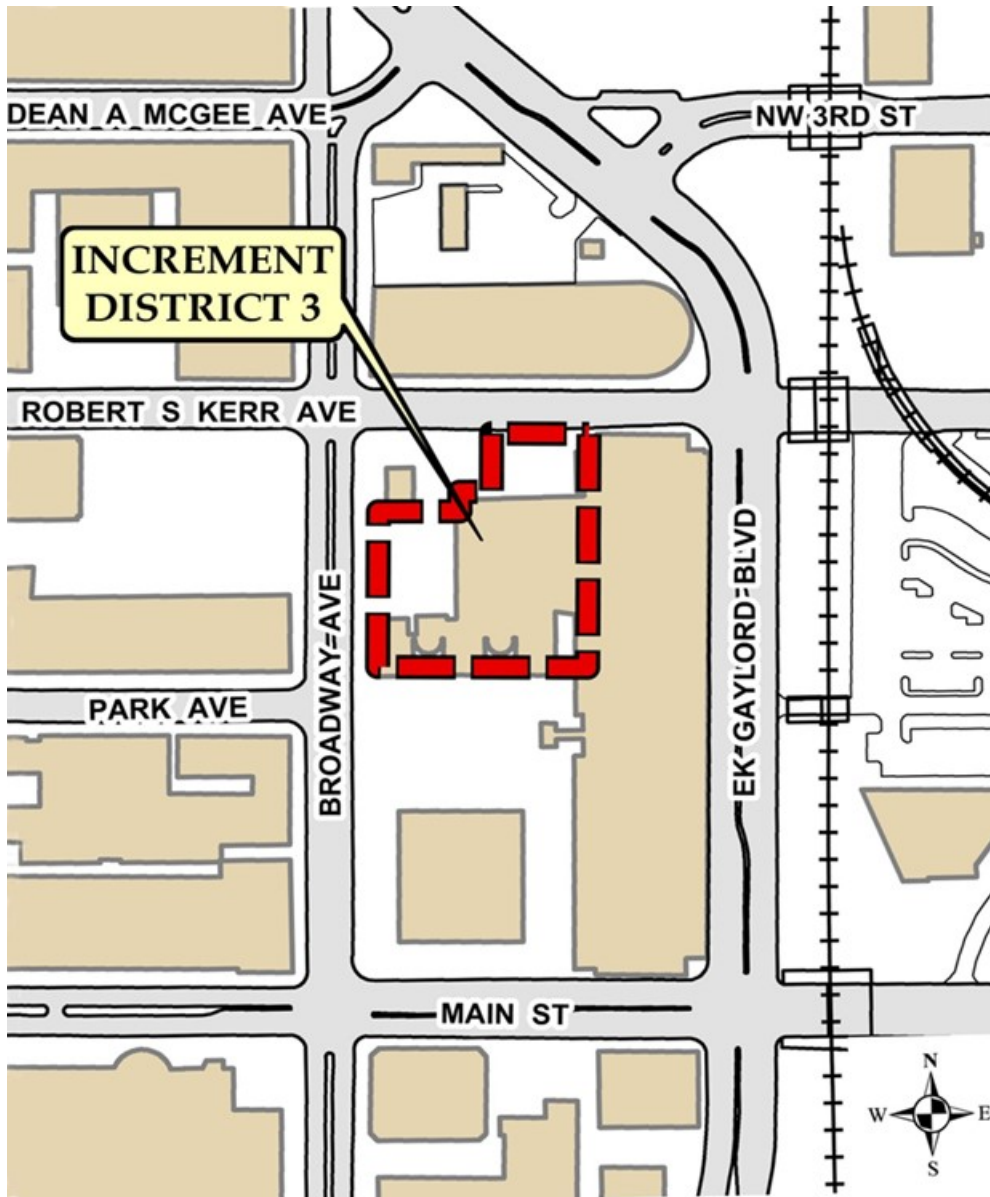 DEAN A MCGEE AVE
NW 3RD ST
INCREMENT
DISTRICT 3
ROBERT S KERR AVE
BROADWAY AVE
EK GAYLORD BLVD
PARK AVE
MAIN ST
N
W E
S